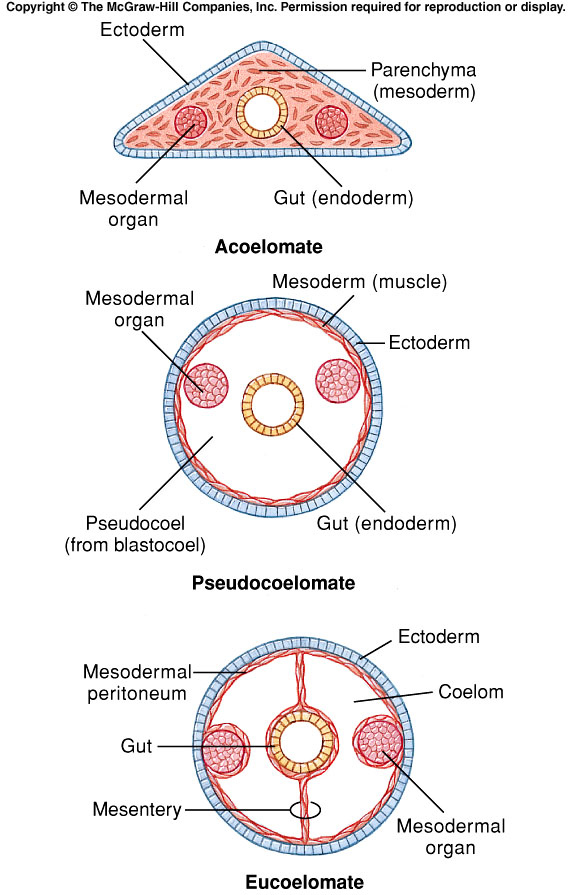 Copyright © The McGraw-Hill Companies, Inc. Permission required for reproduction or display.
Ectoderm
Parenchyma
(mesoderm)
Mesodermal
organ
Gut (endoderm)
Acoelomate
Mesoderm (muscle)
Mesodermal
organ
Ectoderm
Pseudocoel
(from blastocoel)
Gut (endoderm)
Pseudocoelomate
Ectoderm
Mesodermal
peritoneum
Coelom
Gut
Mesentery
Mesodermal
organ
Eucoelomate